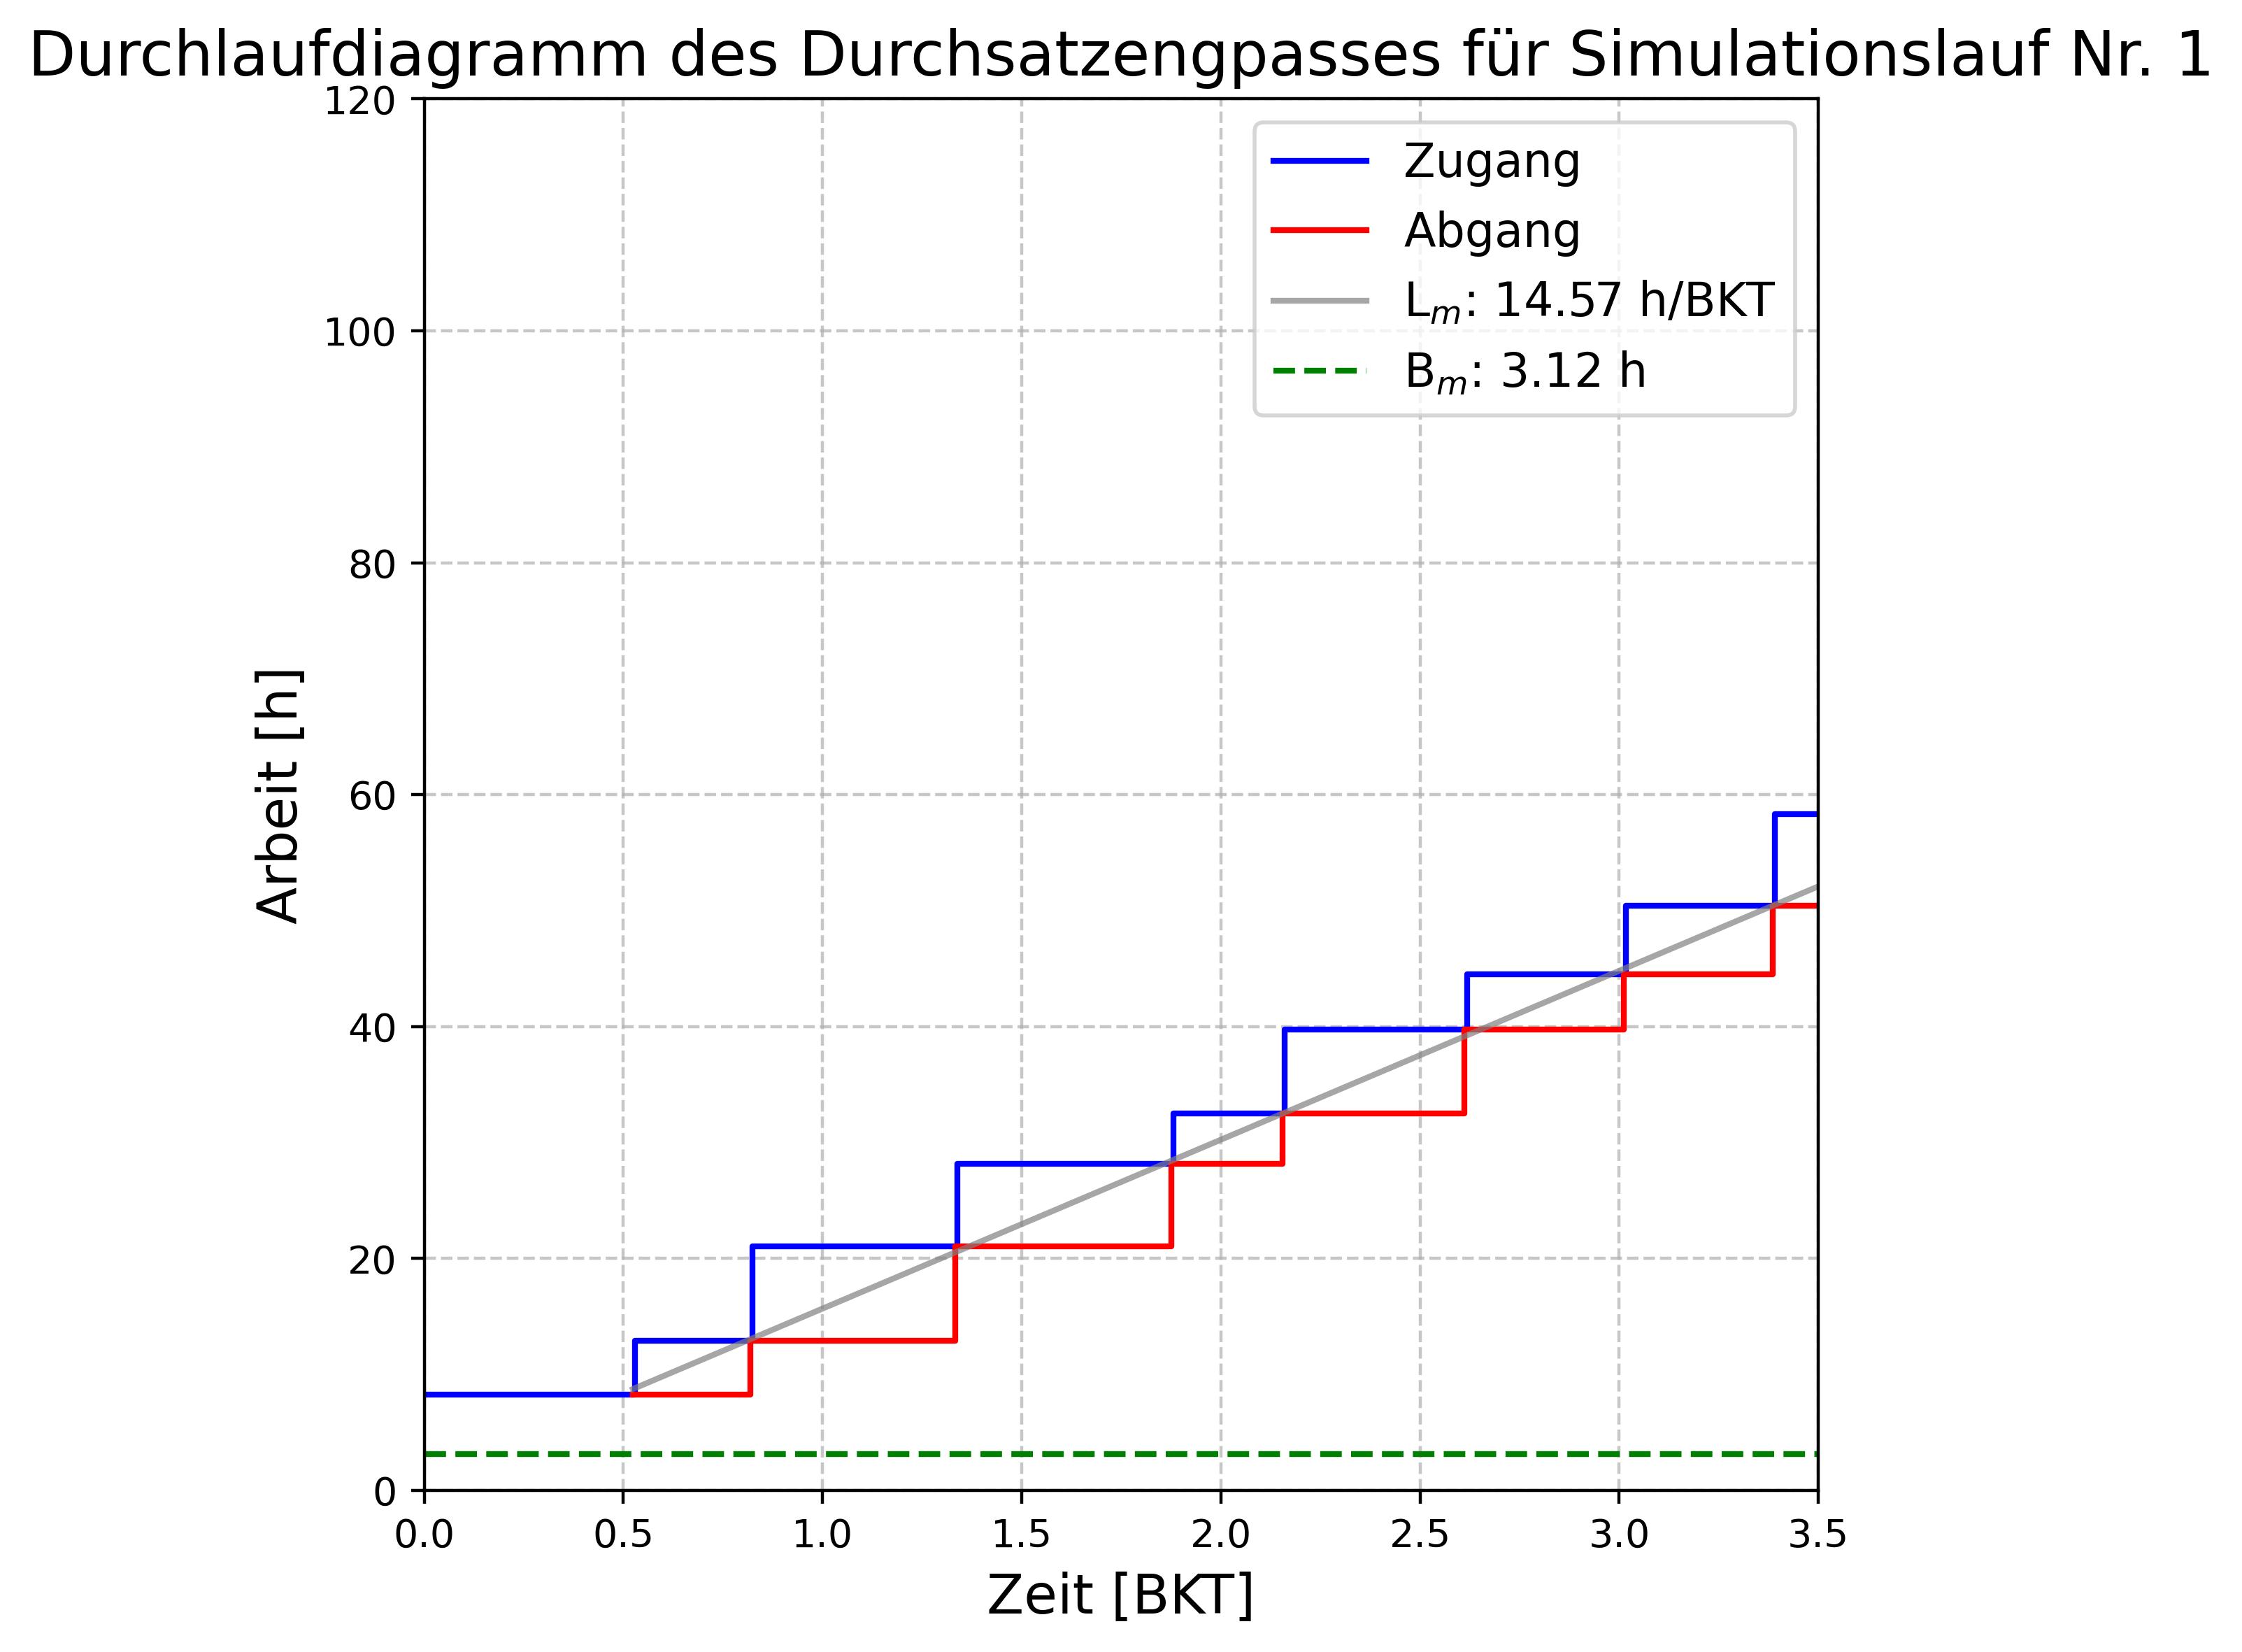 Durchlaufdiagramm des Durchsatzengpasses für Simulationslauf Nr. 1
120
100
80
60
40
20
0
Arbeit [h]
Zugang
Abgang
Lₘ: 14.57 h/BKT
Bₘ: 3.12 h
0.0 0.5 1.0 1.5 2.0 2.5 3.0 3.5
Zeit [BKT]